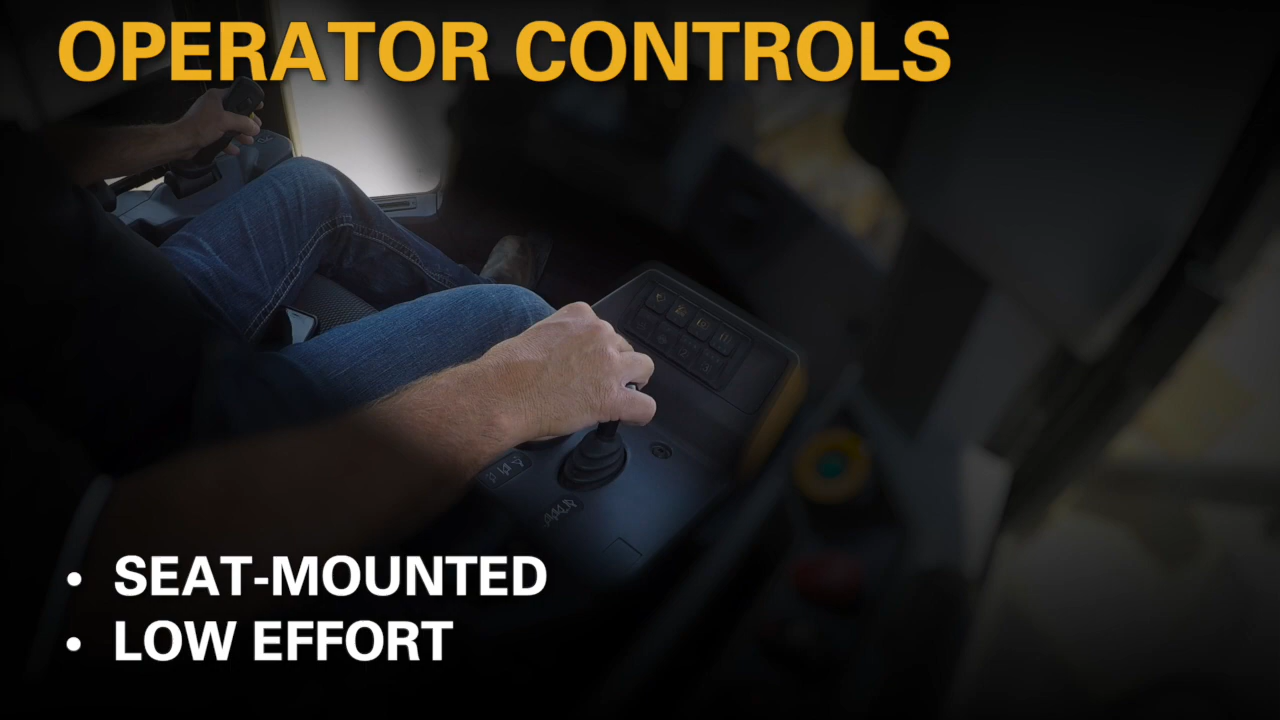 OPERATOR CONTROLS
• SEAT-MOUNTED
• LOW EFFORT